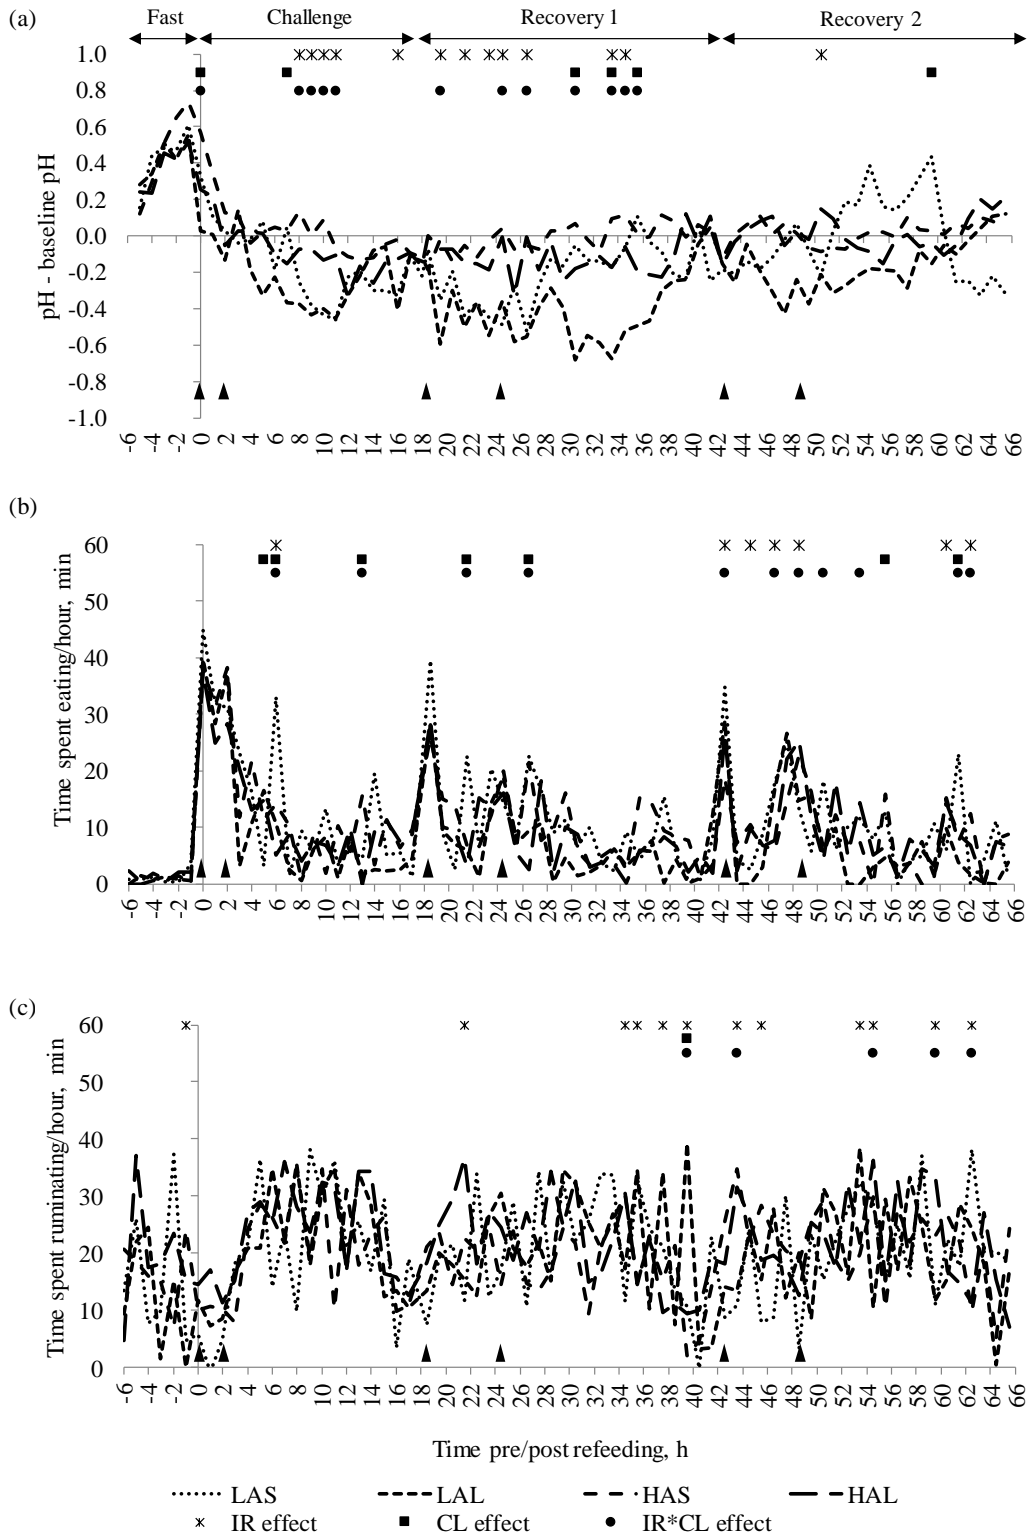 (a)
Fast Challenge Recovery 1 Recovery 2
1.0
0.8
0.6
0.4
0.2
0.0
-0.2
-0.4
-0.6
-0.8
-1.0
pH - baseline pH
-6 -4 -2 0 2 4 6 8 10 12 14 16 18 20 22 24 26 28 30 32 34 36 38 40 42 44 46 48 50 52 54 56 58 60 62 64 66
(b)
60
50
40
30
20
10
0
Time spent eating/hour, min
-6 -4 -2 0 2 4 6 8 10 12 14 16 18 20 22 24 26 28 30 32 34 36 38 40 42 44 46 48 50 52 54 56 58 60 62 64 66
(c)
60
50
40
30
20
10
0
Time spent ruminating/hour, min
-6 -4 -2 0 2 4 6 8 10 12 14 16 18 20 22 24 26 28 30 32 34 36 38 40 42 44 46 48 50 52 54 56 58 60 62 64 66
Time pre/post refeeding, h
LAS LAL HAS HAL
IR effect CL effect IR*CL effect